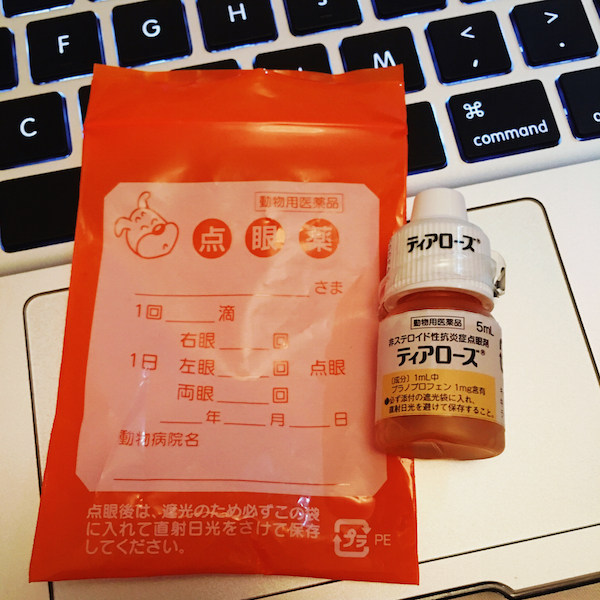 F
G
H
J
K
L
C
M
<
,
>
.
⌘
command
動物用医薬品
点眼薬
さま
1回 滴
右眼 回
1日 左眼 回 点眼
両眼 回
年 月 日
動物病院名
点眼後は、遮光のため必ずこの袋
に入れて直射日光をさけて保存
してください。
プラ PE
ティアローズ®
動物用医薬品 5mL
非ステロイド性抗炎症点眼剤
ティアローズ®
〔成分〕1mL中
プラノプロフェン 1mg含有
●必ず添付の遮光袋に入れ、
直射日光を避けて保存すること。